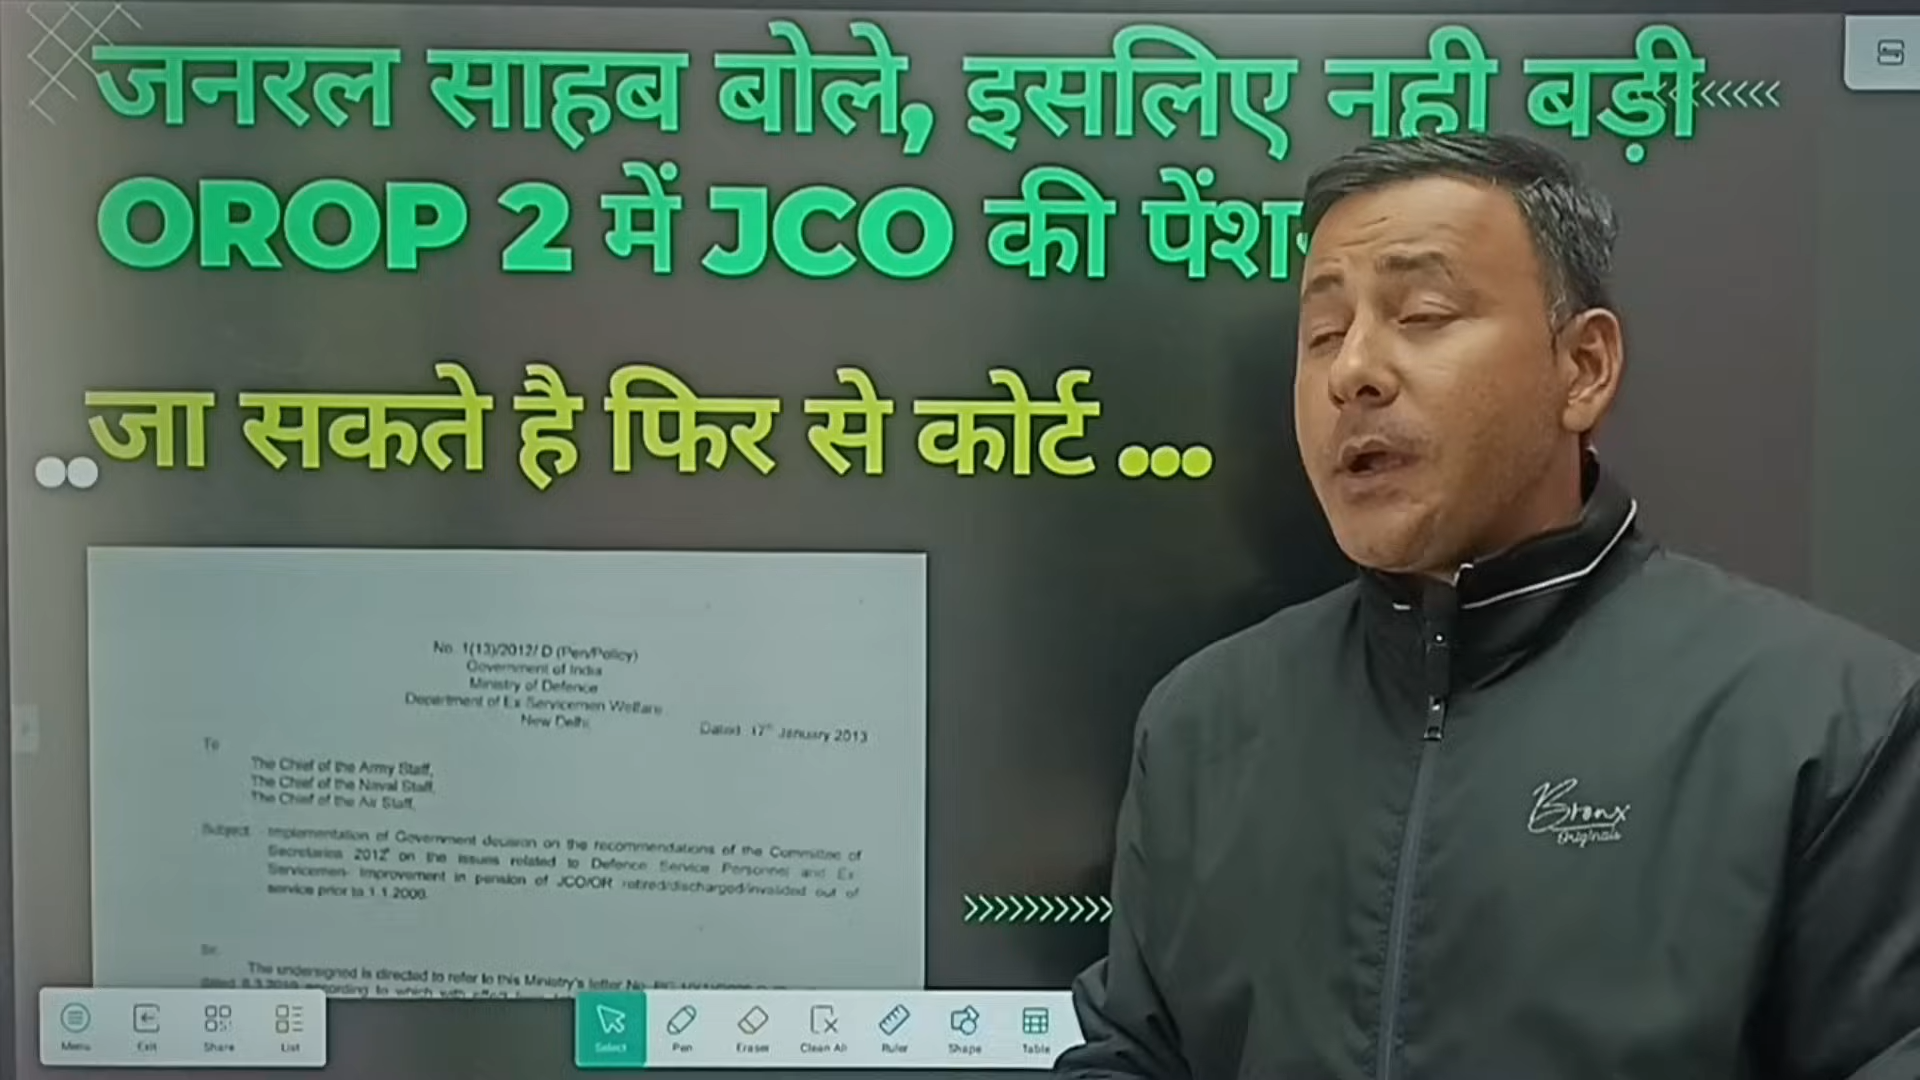 जनरल साहब बोले, इसलिए नही बड़ी
OROP 2 में JCO की
जा सकते है फिर से कोर्ट ...
No. 1(13)/2012/ D (Pen/Policy)
Government of India
Ministry of Defence
Department of Ex Servicemen Welfare
New Delhi
Dated 17th January 2013
To
The Chief of the Army Staff,
The Chief of the Naval Staff,
The Chief of the Air Staff,
Subject - Implementation of Government decision on the recommendations of the Committee of
Secretaries 2012 on the issues related to Defence Service Personnel and Ex
Servicemen- Improvement in pension of JCO/OR retired/discharged/invalided out of
service prior to 1.1.2006.
Sir,
The undersigned is directed to refer to this Ministry's letter No.
according to which with
Bronx
Originals
Menu Exit Share List Select Pen Eraser Clean All Ruler Shape Table